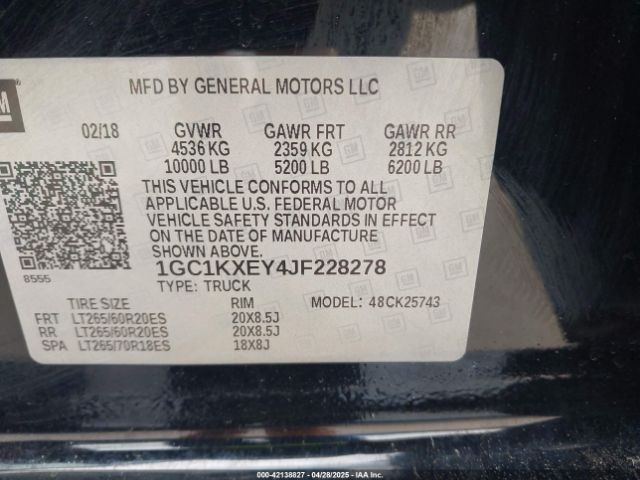 MFD BY GENERAL MOTORS LLC
GM
02/18 GVWR GAWR FRT GAWR RR
4536 KG 2359 KG 2812 KG
10000 LB 5200 LB 6200 LB
THIS VEHICLE CONFORMS TO ALL
APPLICABLE U.S. FEDERAL MOTOR
VEHICLE SAFETY STANDARDS IN EFFECT
ON THE DATE OF MANUFACTURE
SHOWN ABOVE.
8555
1GC1KXEY4JF228278
TYPE: TRUCK
TIRE SIZE RIM MODEL: 48CK25743
FRT LT265/60R20ES 20X8.5J
RR LT265/60R20ES 20X8.5J
SPA LT265/70R18ES 18X8J
000-42138827 - 04/28/2025 - IAA Inc.